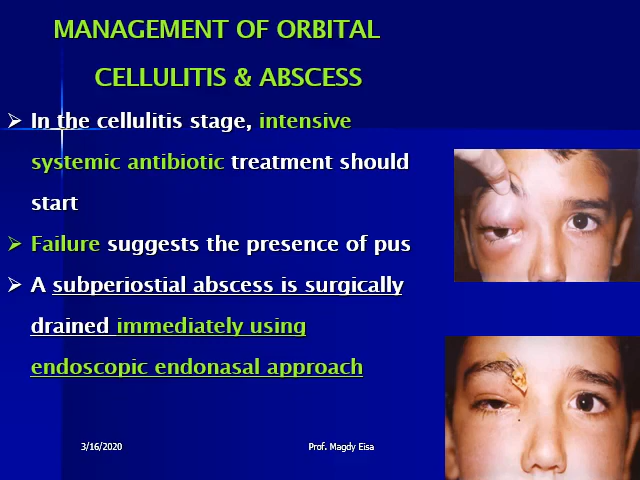 MANAGEMENT OF ORBITAL
CELLULITIS & ABSCESS
➢ In the cellulitis stage, intensive
systemic antibiotic treatment should
start
➢ Failure suggests the presence of pus
➢ A subperiostial abscess is surgically
drained immediately using
endoscopic endonasal approach
3/16/2020
Prof. Magdy Eisa